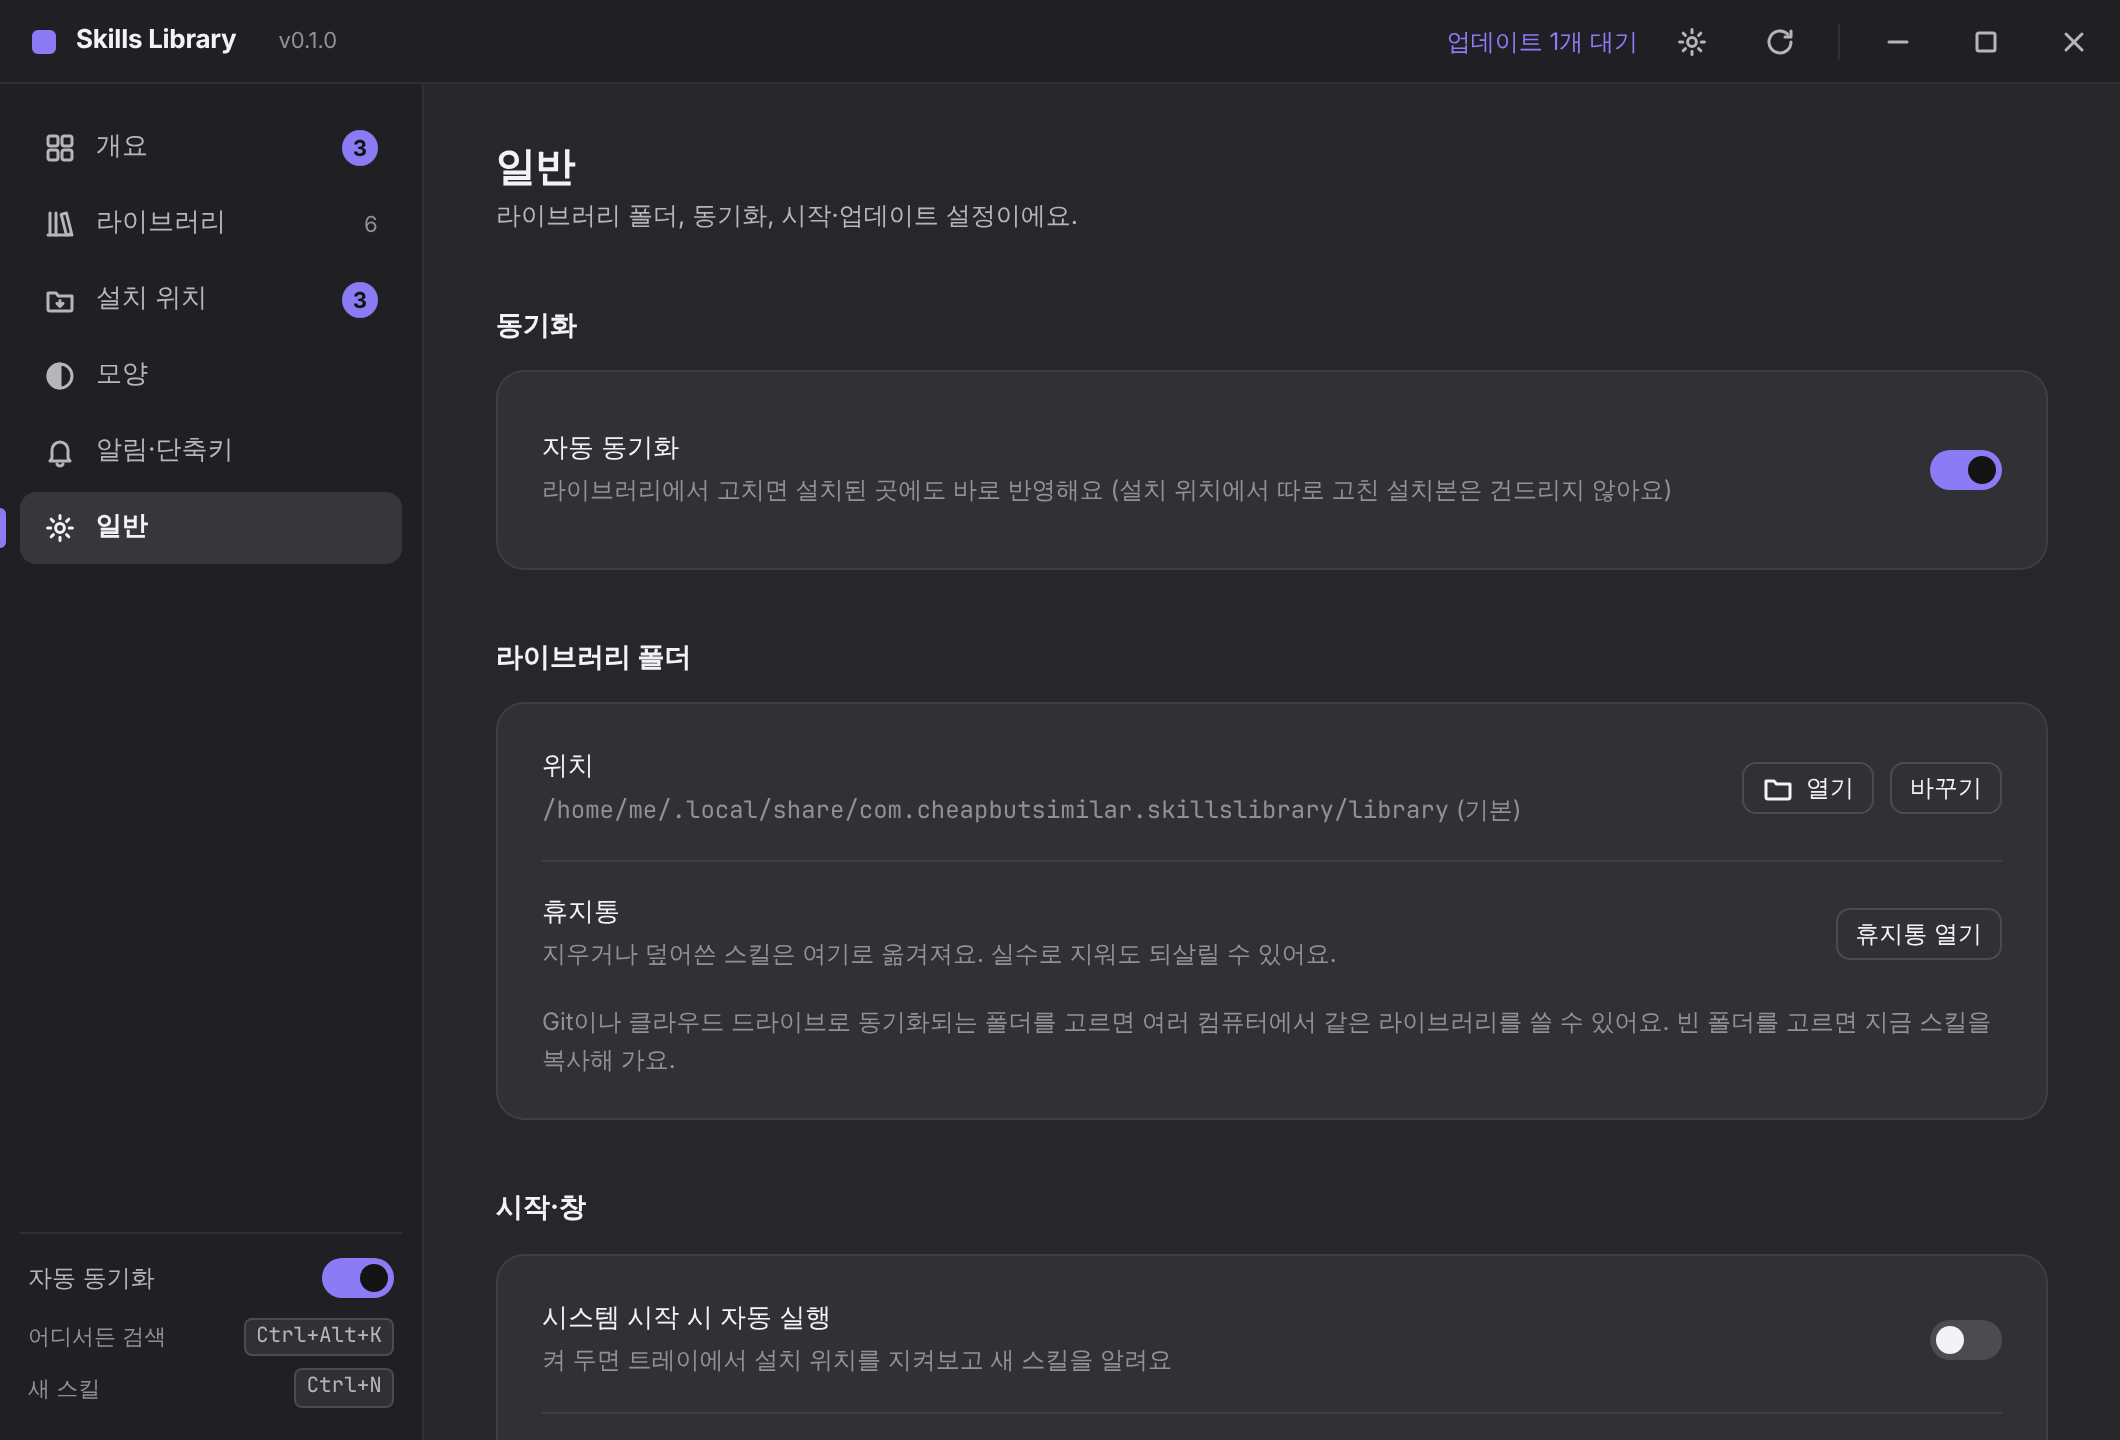 Skills Library v0.1.0
업데이트 1개 대기
개요 3
라이브러리 6
설치 위치 3
모양
알림·단축키
일반
자동 동기화
어디서든 검색 Ctrl+Alt+K
새 스킬 Ctrl+N
일반
라이브러리 폴더, 동기화, 시작·업데이트 설정이에요.
동기화
자동 동기화
라이브러리에서 고치면 설치된 곳에도 바로 반영해요 (설치 위치에서 따로 고친 설치본은 건드리지 않아요)
라이브러리 폴더
위치
/home/me/.local/share/com.cheapbutsimilar.skillslibrary/library (기본)
열기 바꾸기
휴지통
지우거나 덮어쓴 스킬은 여기로 옮겨져요. 실수로 지워도 되살릴 수 있어요.
휴지통 열기
Git이나 클라우드 드라이브로 동기화되는 폴더를 고르면 여러 컴퓨터에서 같은 라이브러리를 쓸 수 있어요. 빈 폴더를 고르면 지금 스킬을
복사해 가요.
시작·창
시스템 시작 시 자동 실행
켜 두면 트레이에서 설치 위치를 지켜보고 새 스킬을 알려요